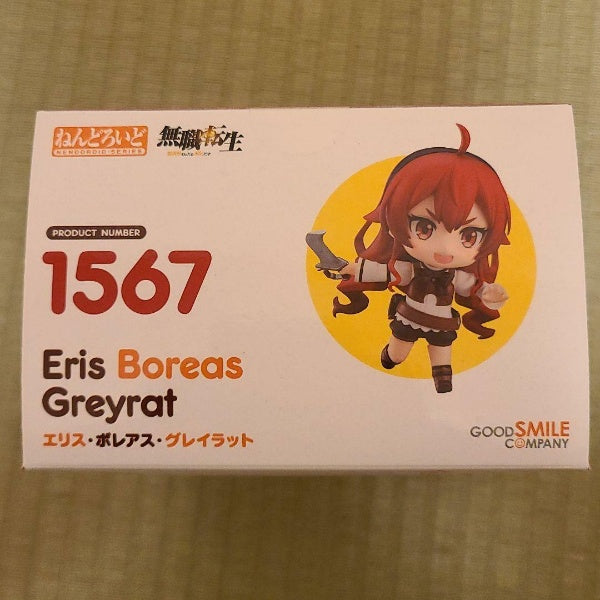 ねんどろいど
NENDOROID SERIES
無職転生
PRODUCT NUMBER
1567
Eris Boreas
Greyrat
エリス・ボレアス・グレイラット
GOOD SMILE
COMPANY